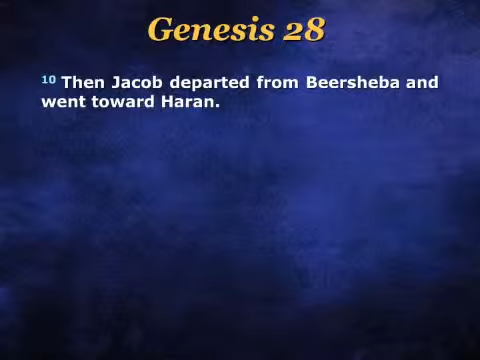 Genesis 28
10 Then Jacob departed from Beersheba and
went toward Haran.